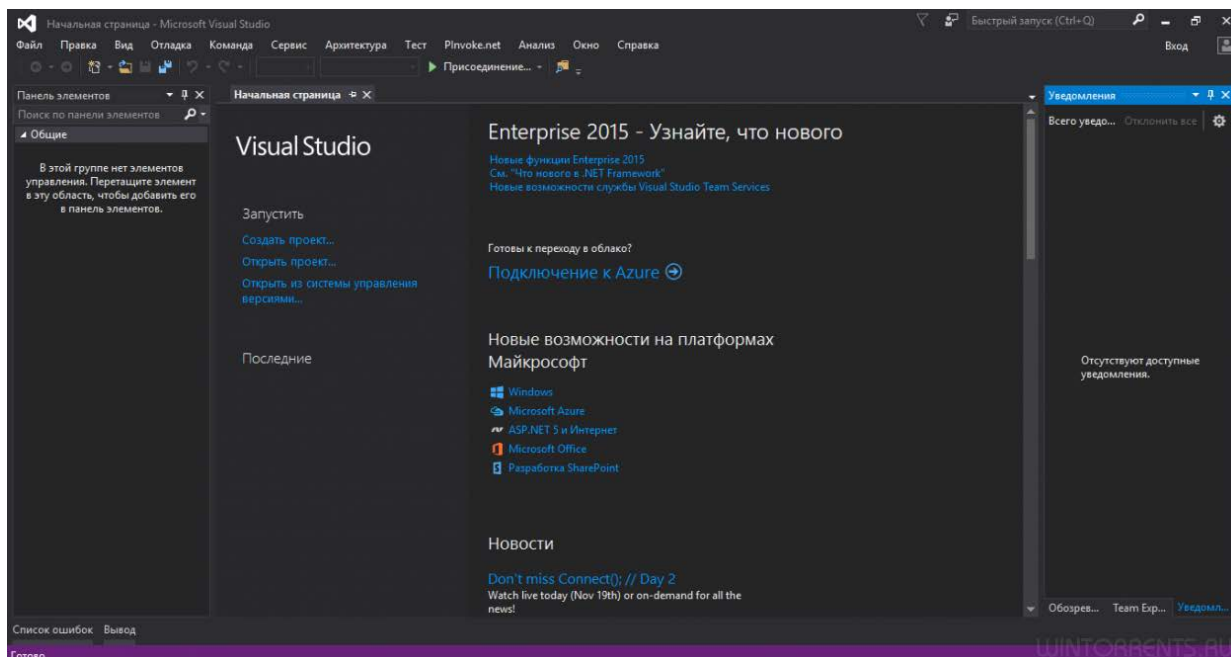 Начальная страница - Microsoft Visual Studio
Быстрый запуск (Ctrl+Q)
Файл Правка Вид Отладка Команда Сервис Архитектура Тест PInvoke.net Анализ Окно Справка
Вход
Присоединение...
Панель элементов
Поиск по панели элементов
Общие
В этой группе нет элементов
управления. Перетащите элемент
в эту область, чтобы добавить его
в панель элементов.
Начальная страница
Visual Studio
Запустить
Создать проект...
Открыть проект...
Открыть из системы управления
версиями...
Последние
Enterprise 2015 - Узнайте, что нового
Новые функции Enterprise 2015
См. "Что нового в .NET Framework"
Новые возможности службы Visual Studio Team Services
Готовы к переходу в облако?
Подключение к Azure
Новые возможности на платформах
Майкрософт
Windows
Microsoft Azure
ASP.NET 5 и Интернет
Microsoft Office
Разработка SharePoint
Новости
Don't miss Connect(); // Day 2
Watch live today (Nov 19th) or on-demand for all the
news!
Уведомления
Всего уведо... Отклонить все
Отсутствуют доступные
уведомления.
Обозрев... Team Exp... Уведомл...
Список ошибок Вывод
Готово
WINTORRENTS.RU